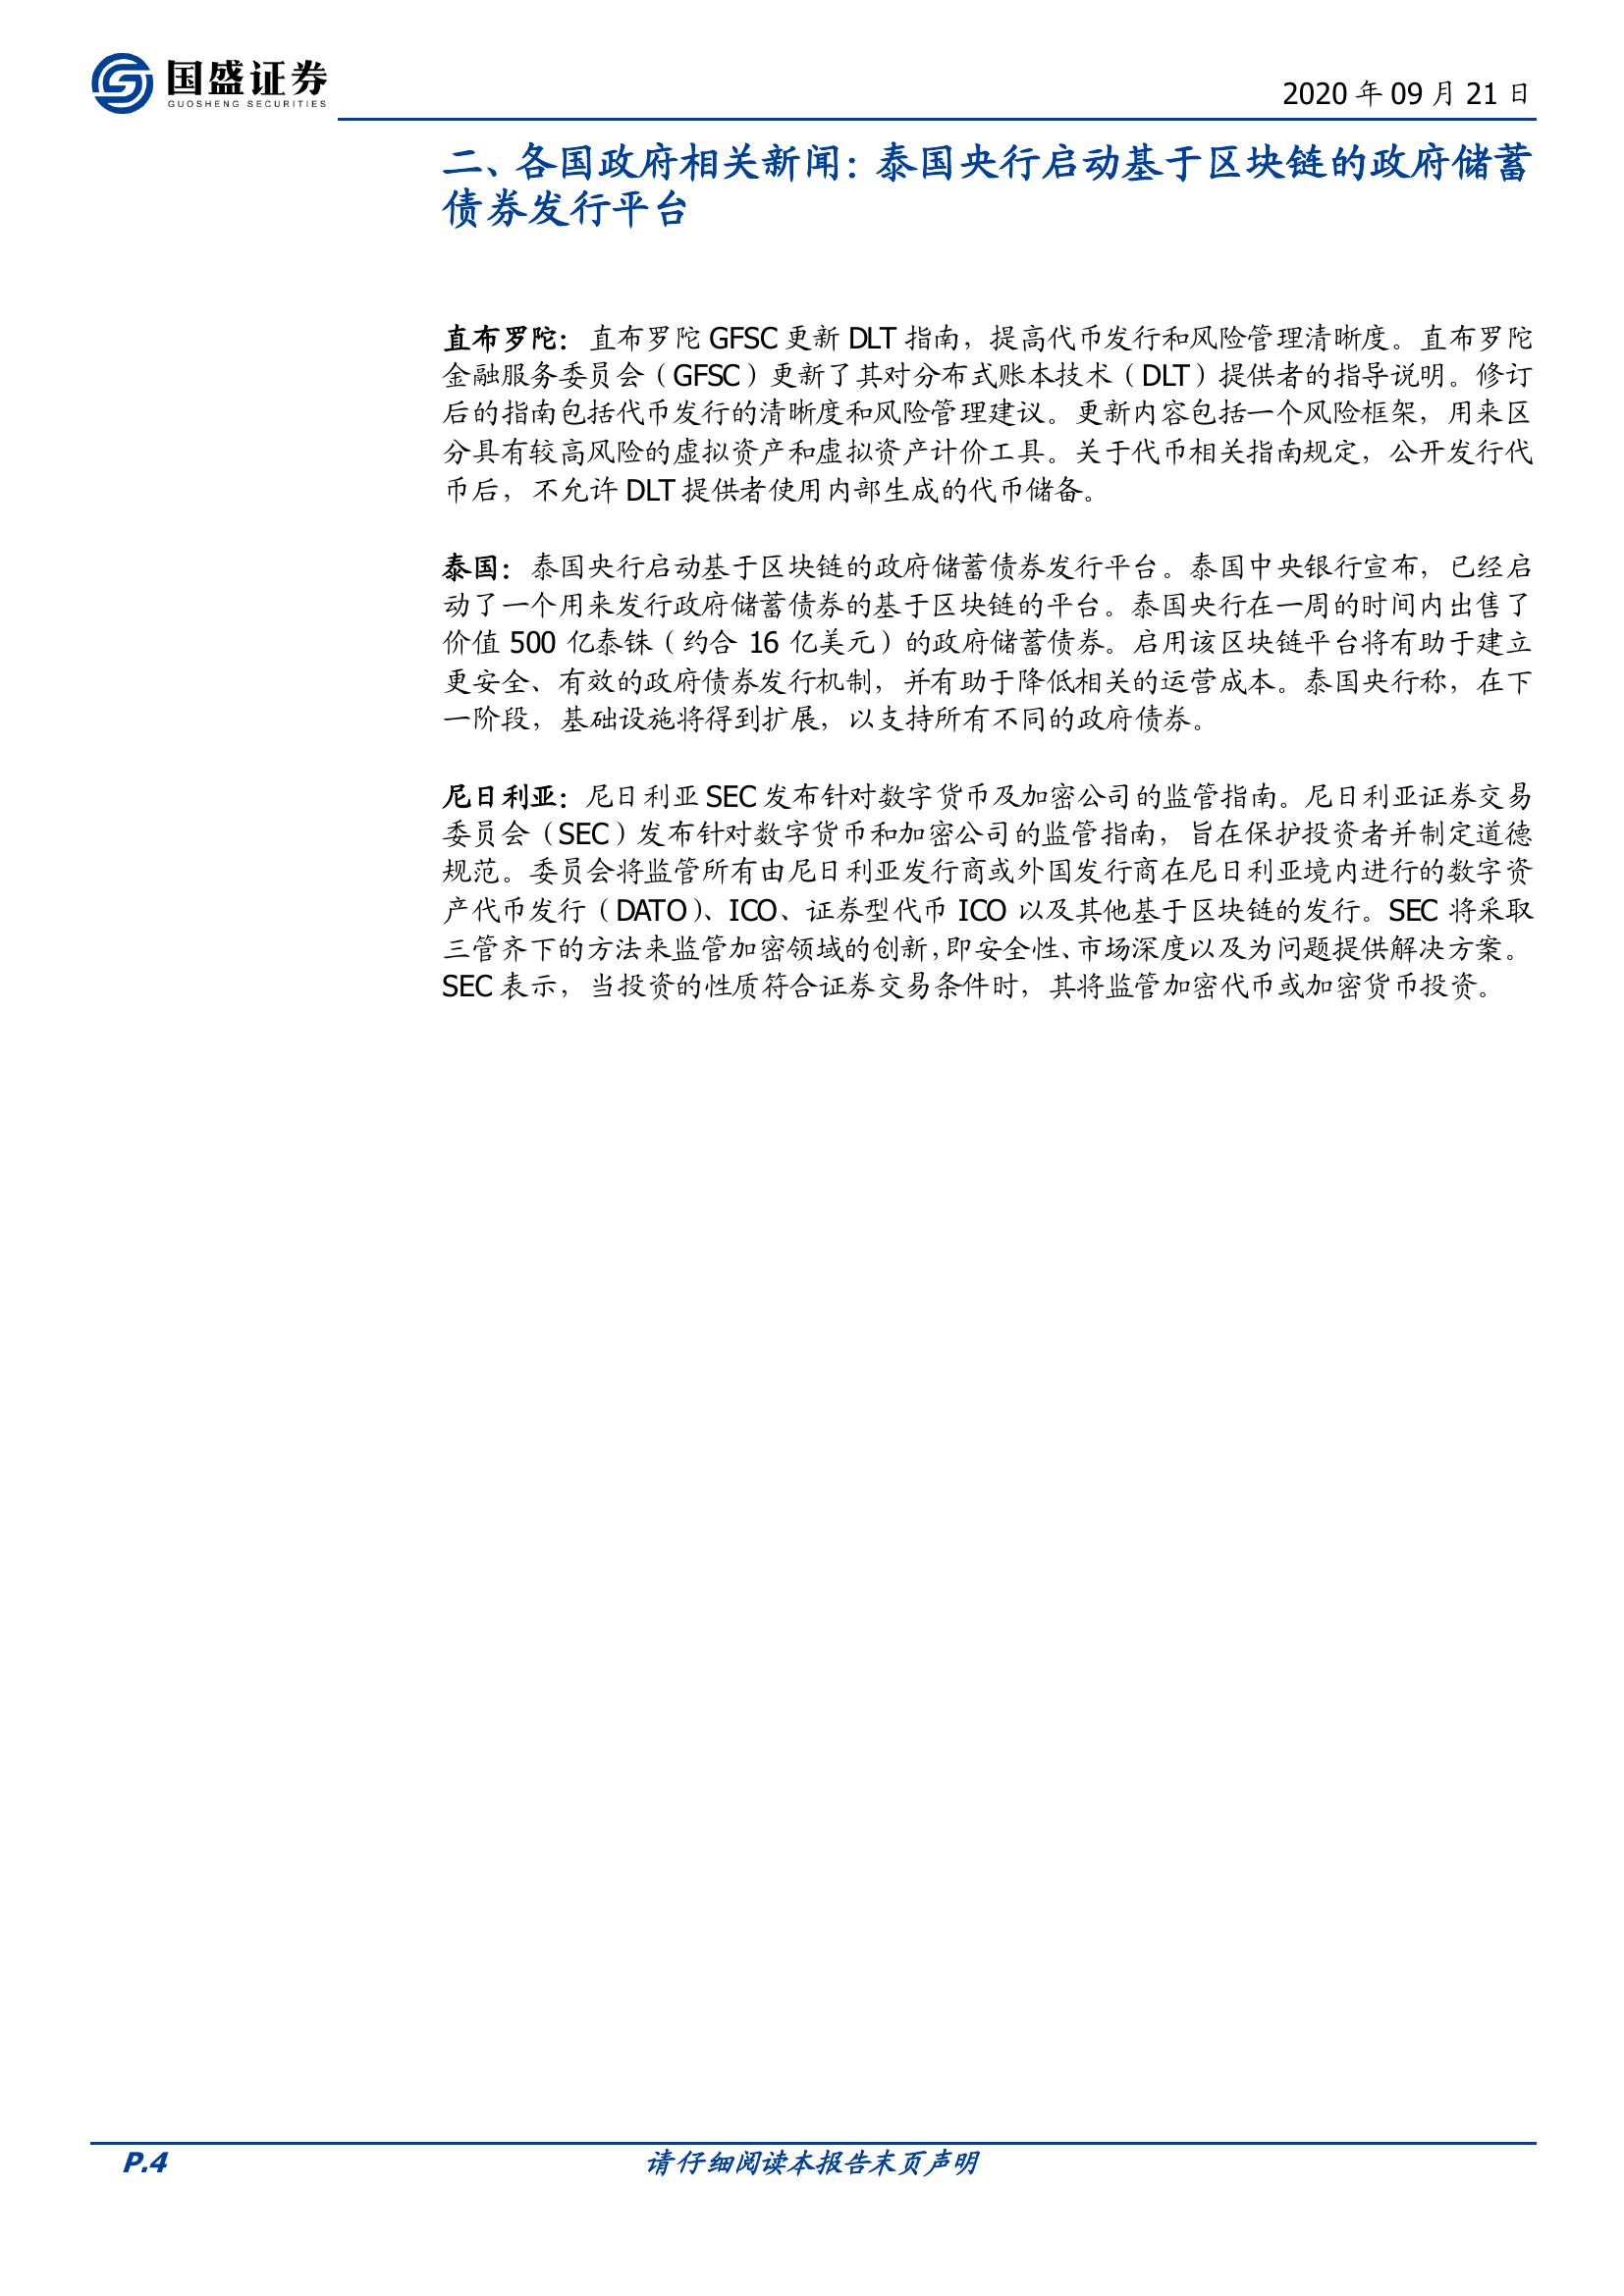 国盛证券
GUOSHENG SECURITIES
2020 年 09 月 21 日
二、各国政府相关新闻：泰国央行启动基于区块链的政府储蓄
债券发行平台
直布罗陀：直布罗陀 GFSC 更新 DLT 指南，提高代币发行和风险管理清晰度。直布罗陀
金融服务委员会（GFSC）更新了其对分布式账本技术（DLT）提供者的指导说明。修订
后的指南包括代币发行的清晰度和风险管理建议。更新内容包括一个风险框架，用来区
分具有较高风险的虚拟资产和虚拟资产计价工具。关于代币相关指南规定，公开发行代
币后，不允许 DLT 提供者使用内部生成的代币储备。
泰国：泰国央行启动基于区块链的政府储蓄债券发行平台。泰国中央银行宣布，已经启
动了一个用来发行政府储蓄债券的基于区块链的平台。泰国央行在一周的时间内出售了
价值 500 亿泰铢（约合 16 亿美元）的政府储蓄债券。启用该区块链平台将有助于建立
更安全、有效的政府债券发行机制，并有助于降低相关的运营成本。泰国央行称，在下
一阶段，基础设施将得到扩展，以支持所有不同的政府债券。
尼日利亚：尼日利亚 SEC 发布针对数字货币及加密公司的监管指南。尼日利亚证券交易
委员会（SEC）发布针对数字货币和加密公司的监管指南，旨在保护投资者并制定道德
规范。委员会将监管所有由尼日利亚发行商或外国发行商在尼日利亚境内进行的数字资
产代币发行（DATO）、ICO、证券型代币 ICO 以及其他基于区块链的发行。SEC 将采取
三管齐下的方法来监管加密领域的创新，即安全性、市场深度以及为问题提供解决方案。
SEC 表示，当投资的性质符合证券交易条件时，其将监管加密代币或加密货币投资。
P.4
请仔细阅读本报告末页声明